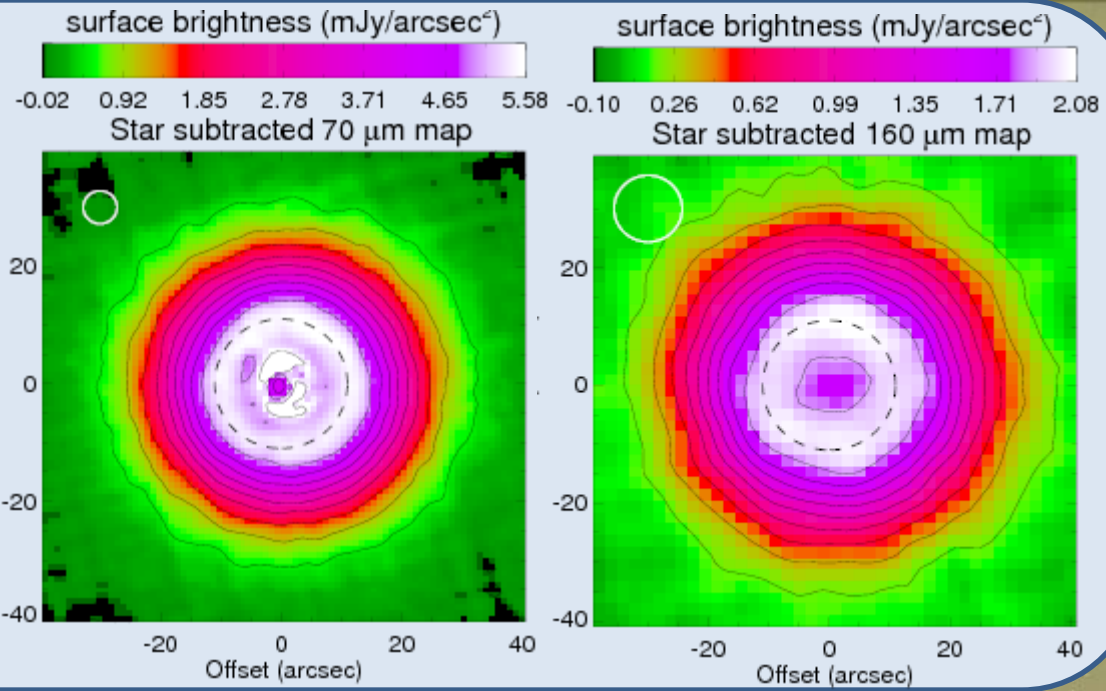 surface brightness (mJy/arcsec²)
-0.02 0.92 1.85 2.78 3.71 4.65 5.58
Star subtracted 70 μm map
20
0
-20
-40
-20 0 20 40
Offset (arcsec)
surface brightness (mJy/arcsec²)
-0.10 0.26 0.62 0.99 1.35 1.71 2.08
Star subtracted 160 μm map
20
0
-20
-40
-20 0 20 40
Offset (arcsec)